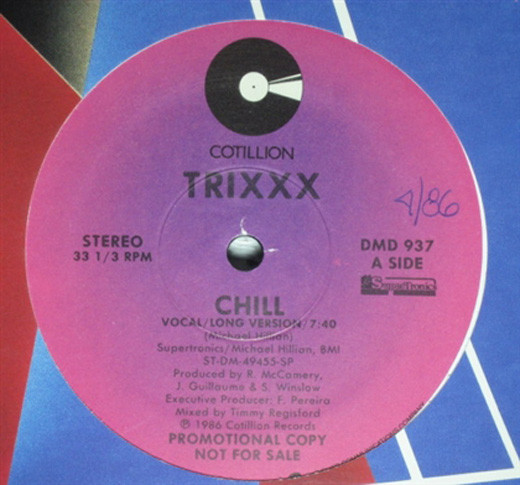 COTILLION
TRIXXX
4/86
STEREO
33 1/3 RPM
DMD 937
A SIDE
SuperTronics
CHILL
VOCAL/LONG VERSION/7:40
(Michael Hillian)
Supertronics/Michael Hillian, BMI
ST-DM-49455-SP
Produced by R. McCamery,
J. Guillaume & S. Winslow
Executive Producer: F. Pereira
Mixed by Timmy Regisford
℗ 1986 Cotillion Records
PROMOTIONAL COPY
NOT FOR SALE